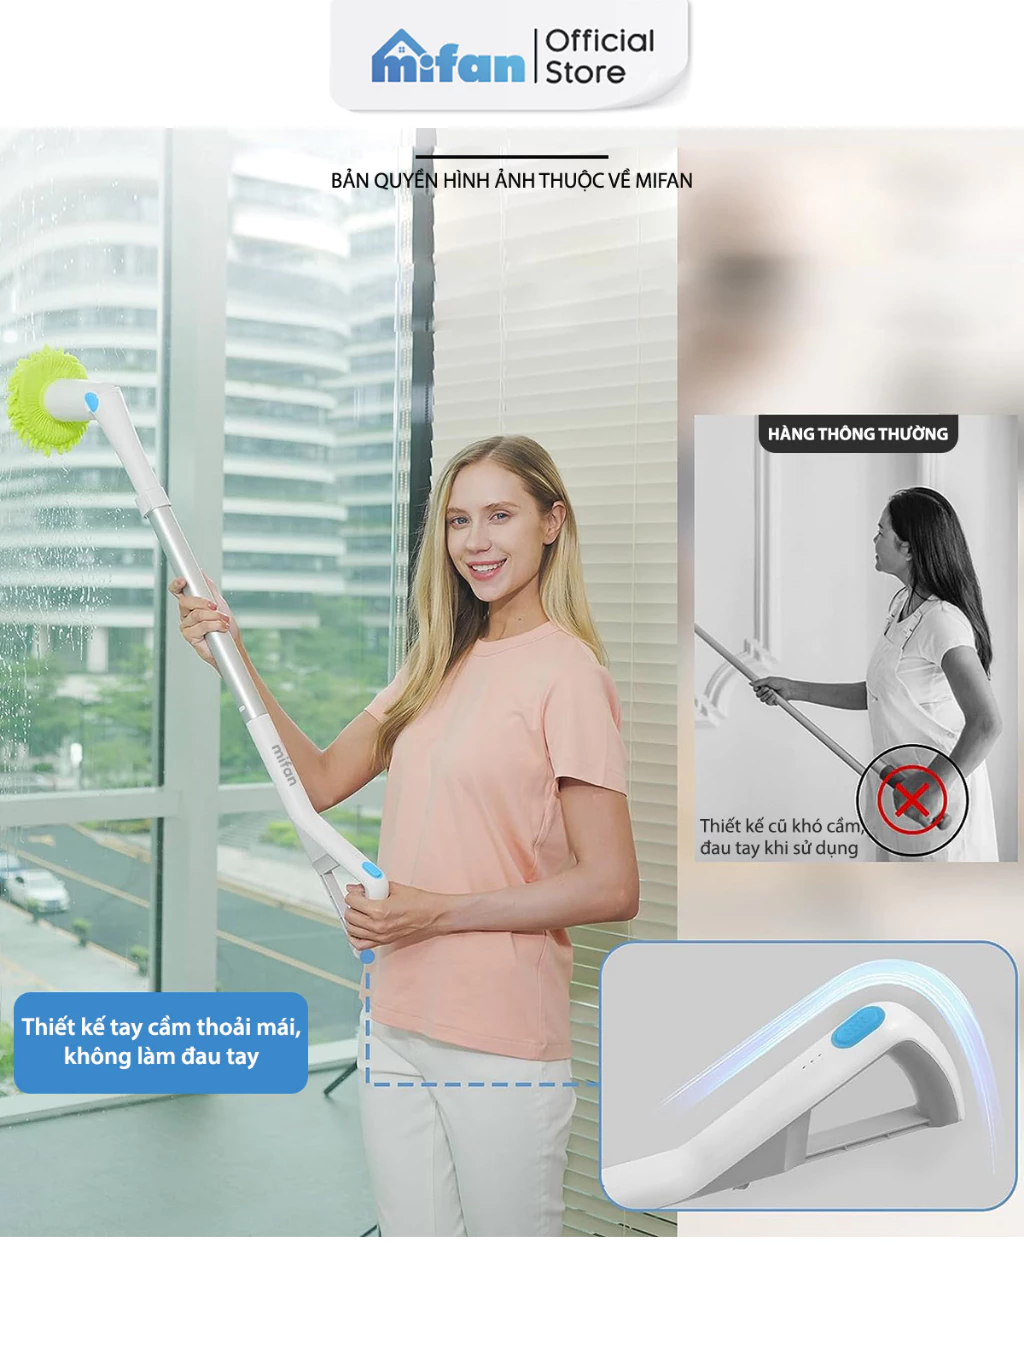 mifan
Official
Store
BẢN QUYỀN HÌNH ẢNH THUỘC VỀ MIFAN
HÀNG THÔNG THƯỜNG
mifan
Thiết kế cũ khó cầm,
đau tay khi sử dụng
Thiết kế tay cầm thoải mái,
không làm đau tay